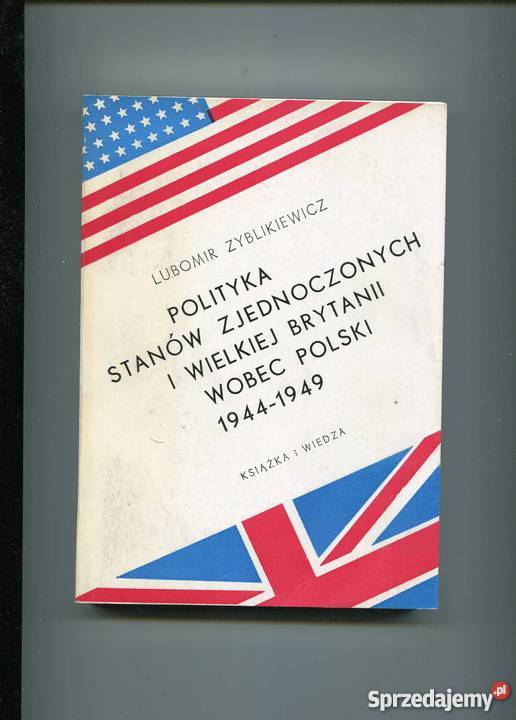 LUBOMIR ZYBLIKIEWICZ
POLITYKA
STANÓW ZJEDNOCZONYCH
I WIELKIEJ BRYTANII
WOBEC POLSKI
1944-1949
KSIĄŻKA i WIEDZA
Sprzedajemy.pl